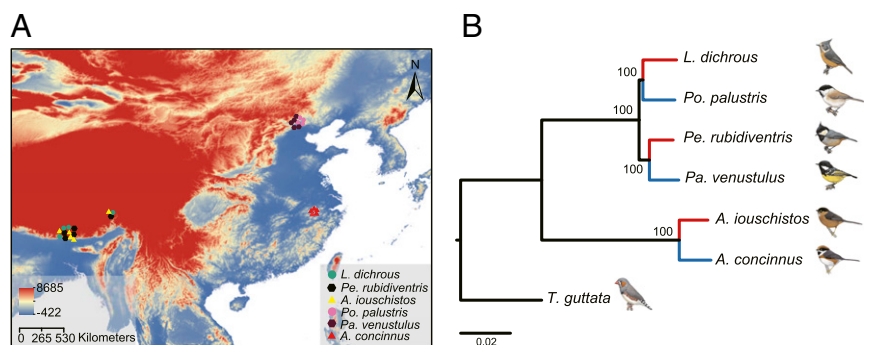 A
N
8685
-422
0 265 530 Kilometers
L. dichrous
Pe. rubidiventris
A. iouschistos
Po. palustris
Pa. venustulus
A. concinnus
B
100
L. dichrous
Po. palustris
100
Pe. rubidiventris
100
Pa. venustulus
A. iouschistos
100
A. concinnus
T. guttata
0.02